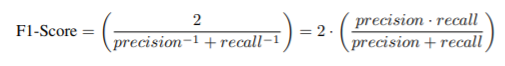 F1-Score = ( 2 / precision⁻¹ + recall⁻¹ ) = 2 · ( precision · recall / precision + recall )